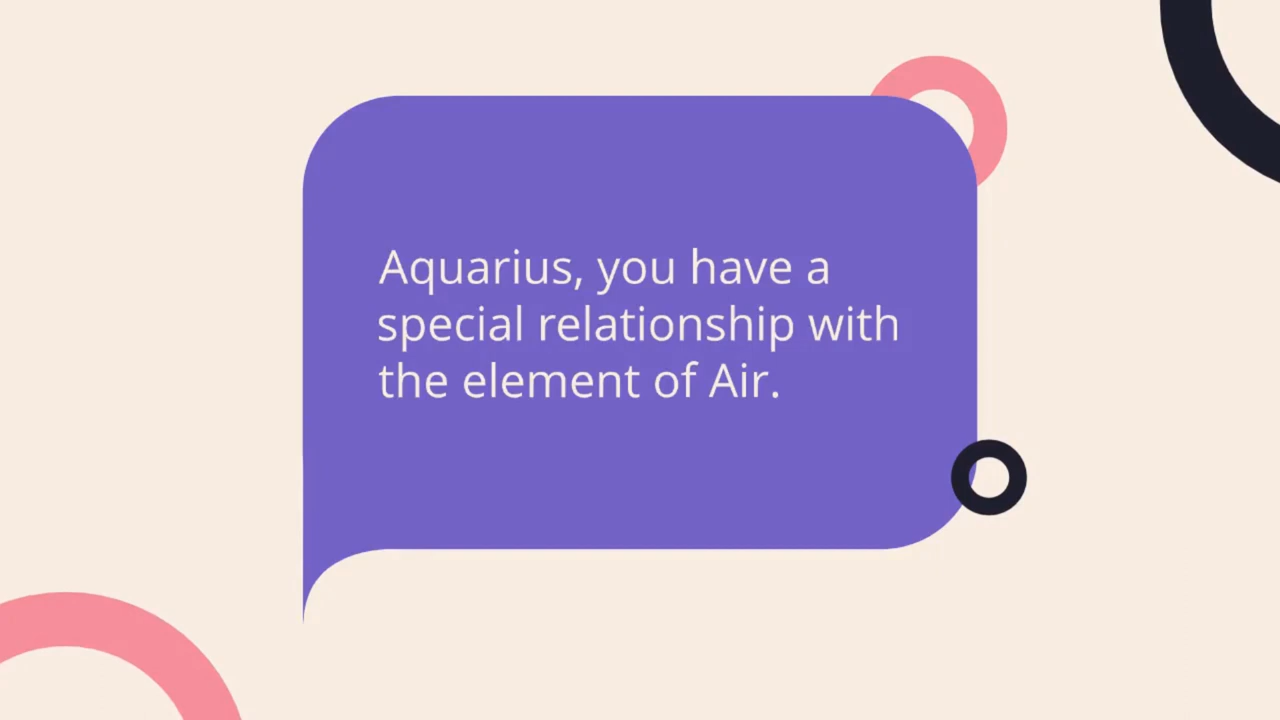 Aquarius, you have a
special relationship with
the element of Air.